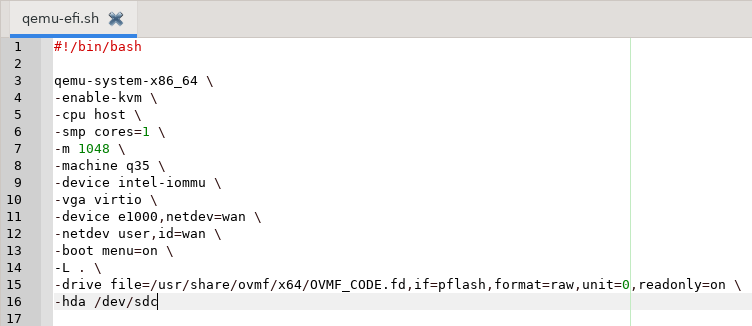 qemu-efi.sh
1 #!/bin/bash
2
3 qemu-system-x86_64 \
4 -enable-kvm \
5 -cpu host \
6 -smp cores=1 \
7 -m 1048 \
8 -machine q35 \
9 -device intel-iommu \
10 -vga virtio \
11 -device e1000,netdev=wan \
12 -netdev user,id=wan \
13 -boot menu=on \
14 -L . \
15 -drive file=/usr/share/ovmf/x64/OVMF_CODE.fd,if=pflash,format=raw,unit=0,readonly=on \
16 -hda /dev/sdc
17